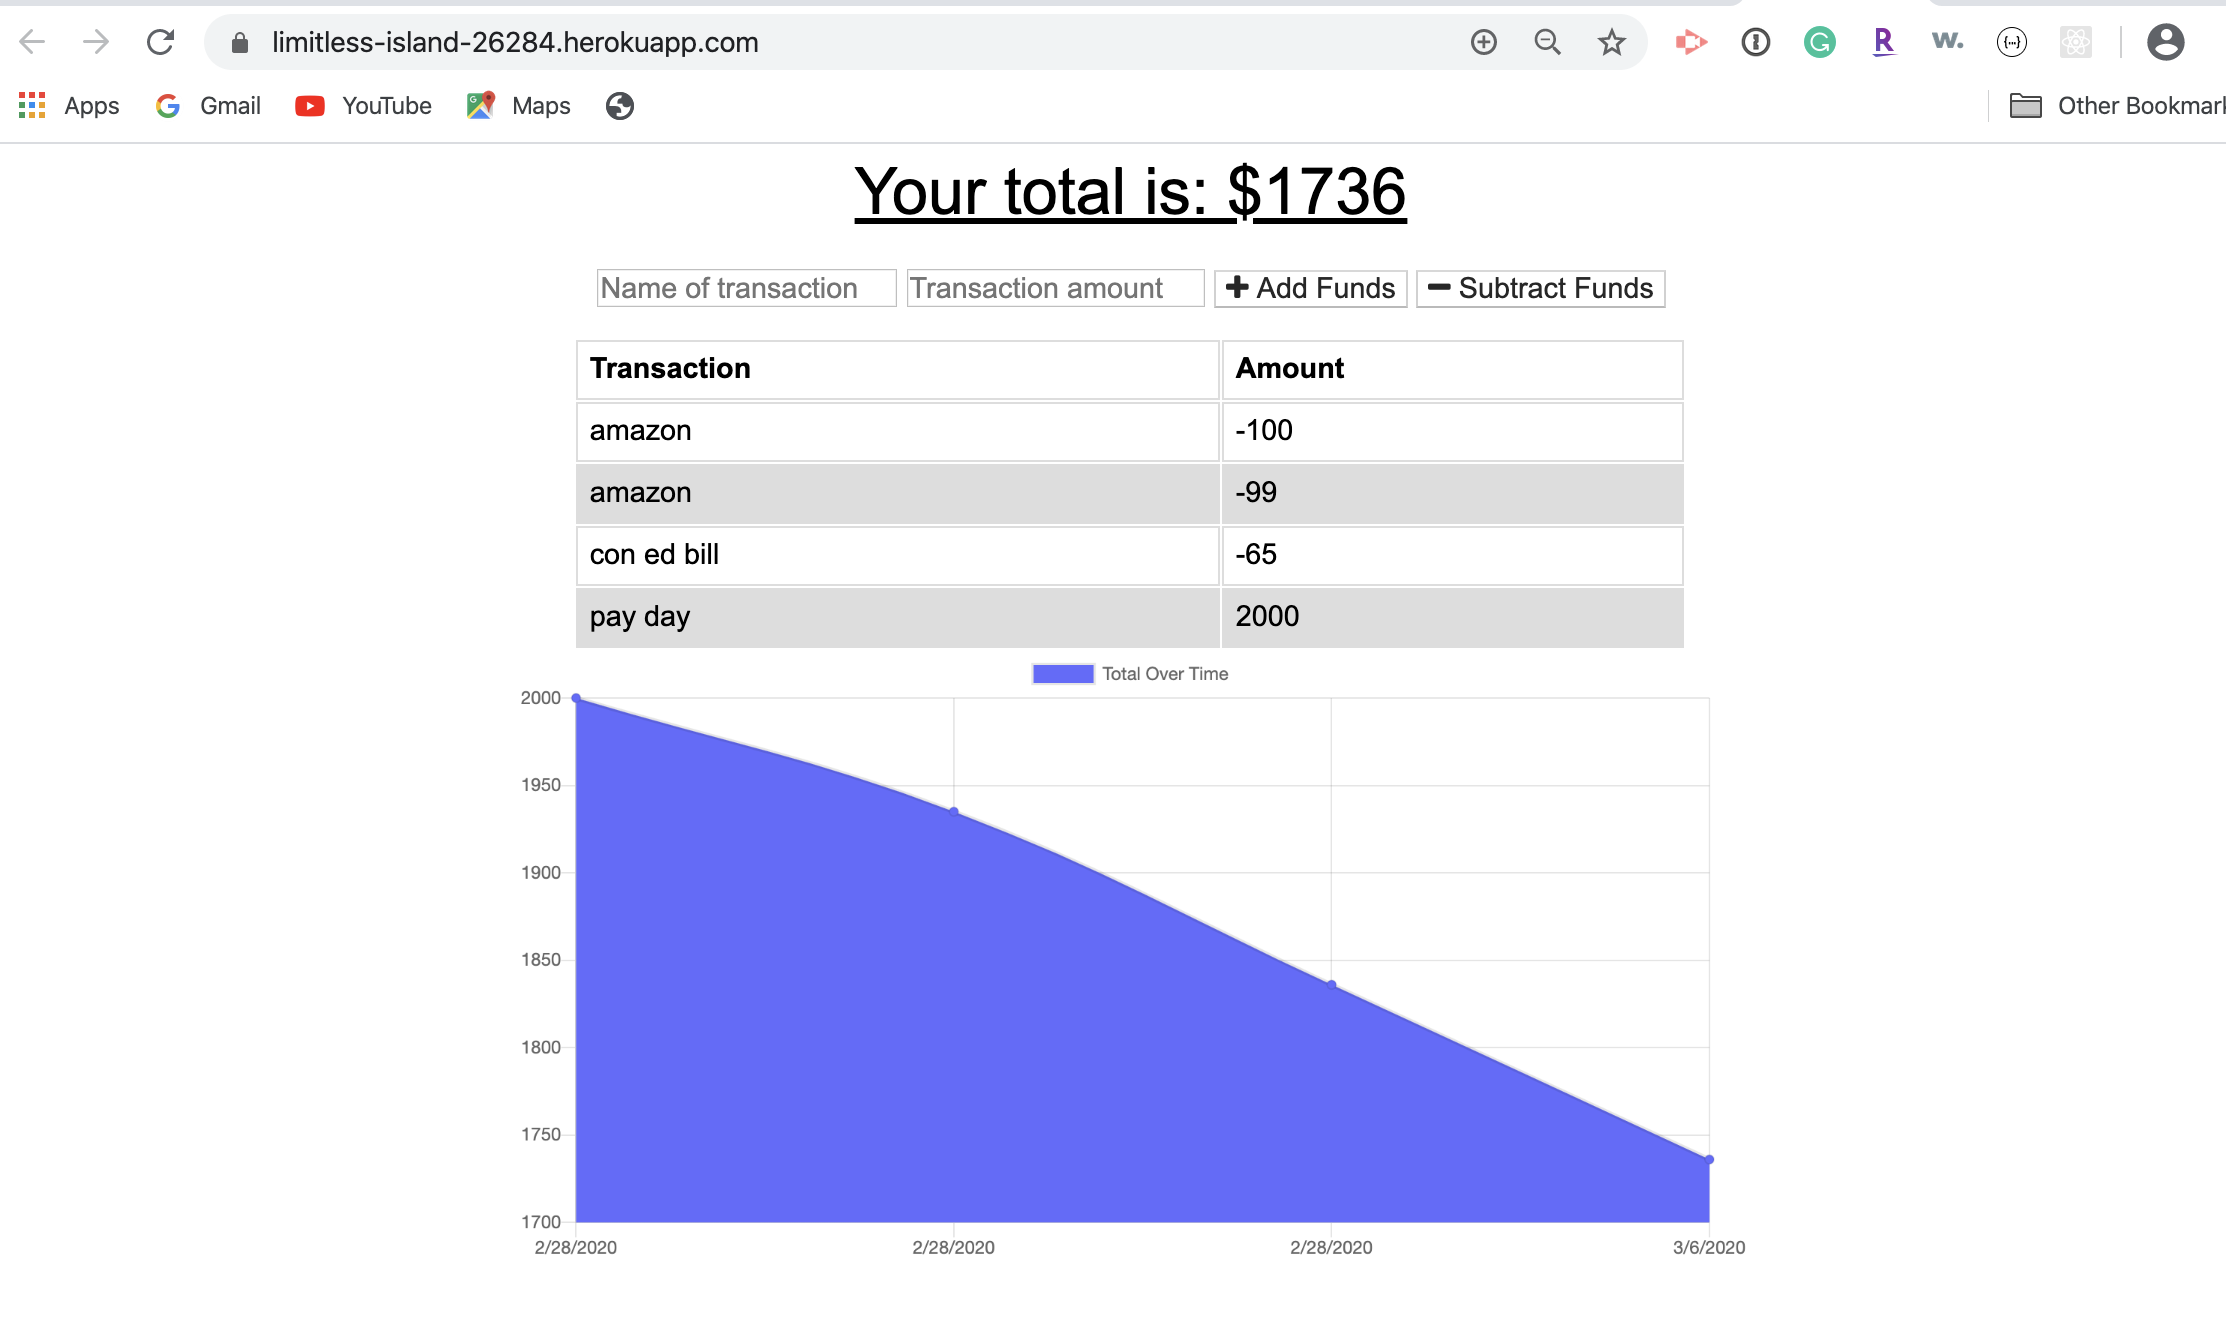 limitless-island-26284.herokuapp.com
Apps Gmail YouTube Maps Other Bookmark
Your total is: $1736
Name of transaction Transaction amount Add Funds Subtract Funds
Transaction Amount
amazon -100
amazon -99
con ed bill -65
pay day 2000
Total Over Time
2000
1950
1900
1850
1800
1750
1700
2/28/2020 2/28/2020 2/28/2020 3/6/2020